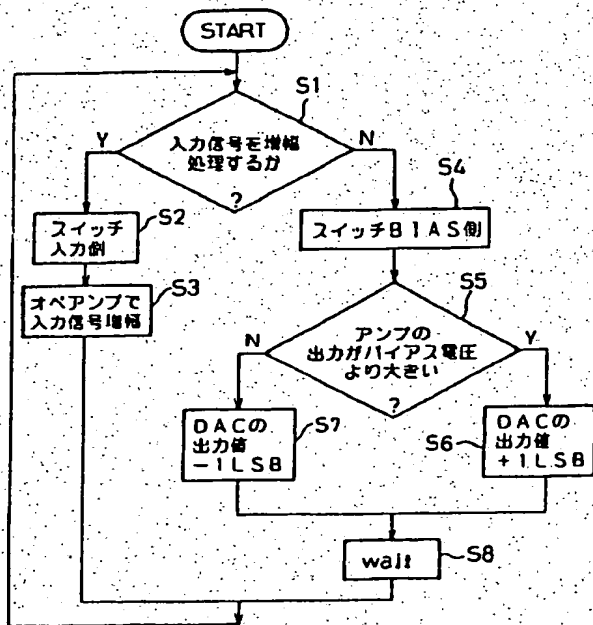 START
S1
Y
入力信号を増幅
処理するか
?
N
S2
スイッチ
入力側
S4
スイッチBIAS側
S3
オペアンプで
入力信号増幅
S5
N
アンプの
出力がバイアス電圧
より大きい
?
Y
DACの
出力値
-1LSB
S7
S6
DACの
出力値
+1LSB
wait
S8